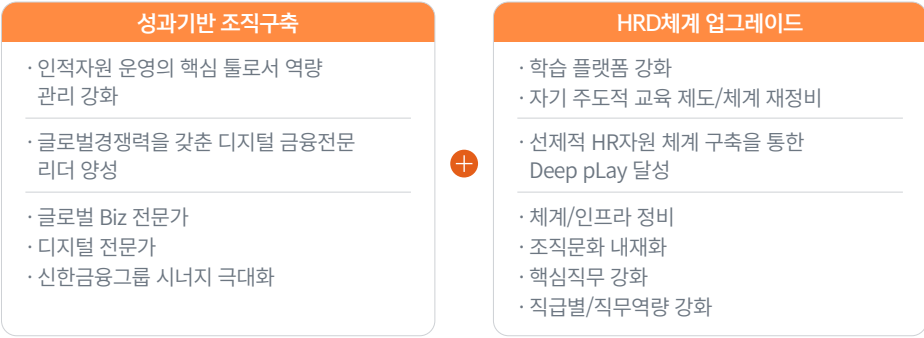 성과기반 조직구축
· 인적자원 운영의 핵심 툴로서 역량
관리 강화
· 글로벌경쟁력을 갖춘 디지털 금융전문
리더 양성
· 글로벌 Biz 전문가
· 디지털 전문가
· 신한금융그룹 시너지 극대화
+
HRD체계 업그레이드
· 학습 플랫폼 강화
· 자기 주도적 교육 제도/체계 재정비
· 선제적 HR자원 체계 구축을 통한
Deep pLay 달성
· 체계/인프라 정비
· 조직문화 내재화
· 핵심직무 강화
· 직급별/직무역량 강화